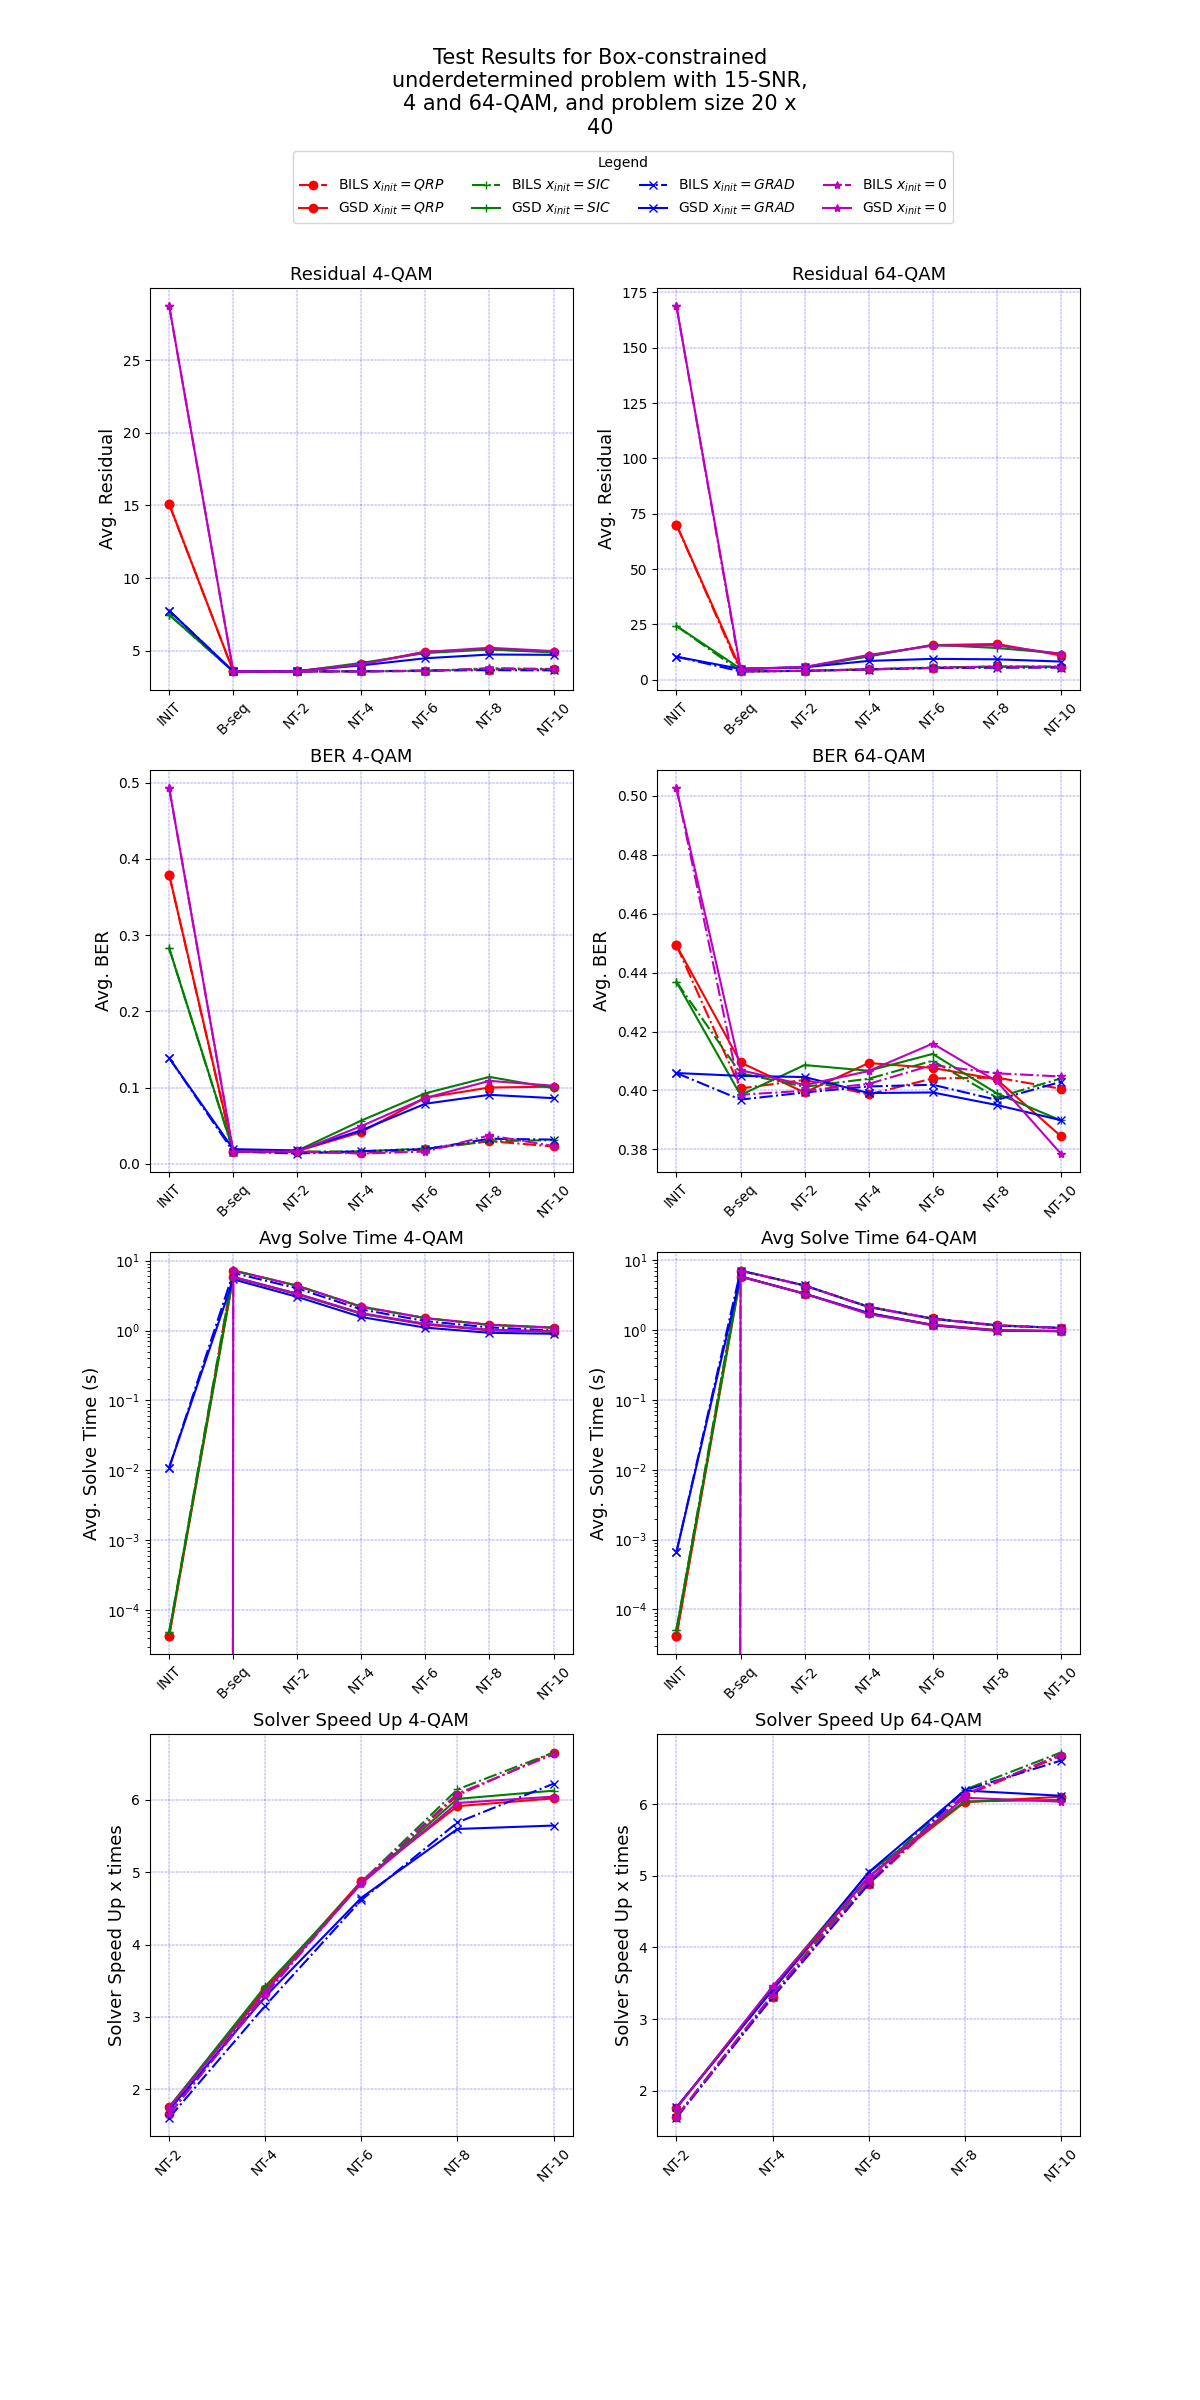 Test Results for Box-constrained
underdetermined problem with 15-SNR,
4 and 64-QAM, and problem size 20 x
40
Legend
BILS x_init = QRP BILS x_init = SIC BILS x_init = GRAD BILS x_init = 0
GSD x_init = QRP GSD x_init = SIC GSD x_init = GRAD GSD x_init = 0
Residual 4-QAM
Avg. Residual
25
20
15
10
5
INIT B-seq NT-2 NT-4 NT-6 NT-8 NT-10
Residual 64-QAM
Avg. Residual
175
150
125
100
75
50
25
0
INIT B-seq NT-2 NT-4 NT-6 NT-8 NT-10
BER 4-QAM
Avg. BER
0.5
0.4
0.3
0.2
0.1
0.0
INIT B-seq NT-2 NT-4 NT-6 NT-8 NT-10
BER 64-QAM
Avg. BER
0.50
0.48
0.46
0.44
0.42
0.40
0.38
INIT B-seq NT-2 NT-4 NT-6 NT-8 NT-10
Avg Solve Time 4-QAM
Avg. Solve Time (s)
10^1
10^0
10^-1
10^-2
10^-3
10^-4
INIT B-seq NT-2 NT-4 NT-6 NT-8 NT-10
Avg Solve Time 64-QAM
Avg. Solve Time (s)
10^1
10^0
10^-1
10^-2
10^-3
10^-4
INIT B-seq NT-2 NT-4 NT-6 NT-8 NT-10
Solver Speed Up 4-QAM
Solver Speed Up x times
6
5
4
3
2
NT-2 NT-4 NT-6 NT-8 NT-10
Solver Speed Up 64-QAM
Solver Speed Up x times
6
5
4
3
2
NT-2 NT-4 NT-6 NT-8 NT-10